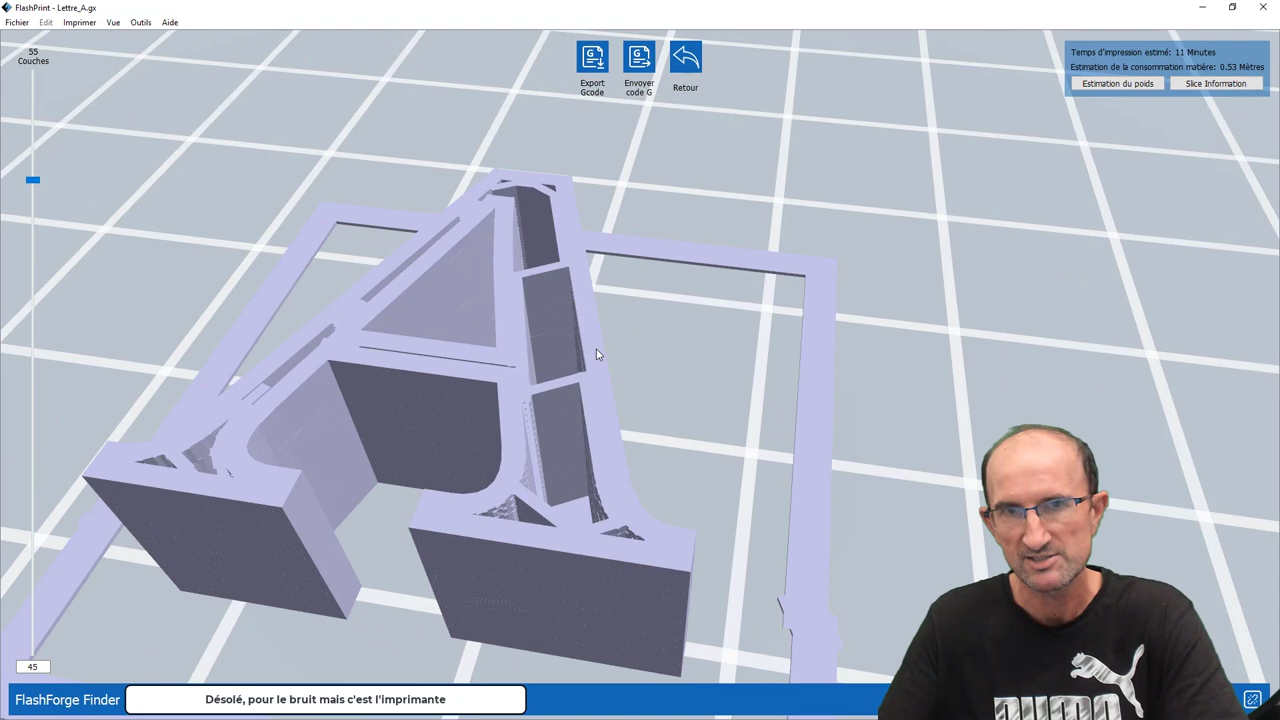 FlashPrint - Lettre_A.gx
Fichier Edit Imprimer Vue Outils Aide
55
Couches
Export
Gcode
Envoyer
code G
Retour
Temps d'impression estimé: 11 Minutes
Estimation de la consommation matière: 0.53 Mètres
Estimation du poids
Slice Information
45
FlashForge Finder
Désolé, pour le bruit mais c'est l'imprimante
PUMA